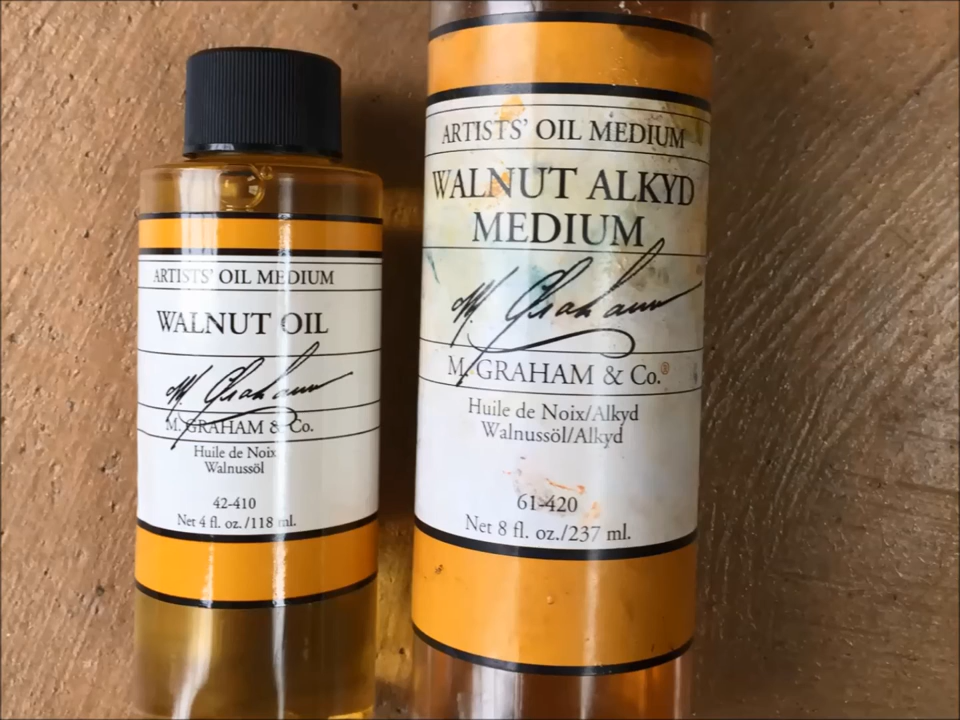 ARTISTS' OIL MEDIUM
WALNUT OIL
M. Graham
M. GRAHAM & Co.
Huile de Noix
Walnussöl
42-410
Net 4 fl. oz./118 ml.
ARTISTS' OIL MEDIUM
WALNUT ALKYD
MEDIUM
M. Graham
M. GRAHAM & Co.®
Huile de Noix/Alkyd
Walnussöl/Alkyd
61-420
Net 8 fl. oz./237 ml.